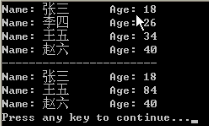 Name: 张三 Age: 18
Name: 李四 Age: 26
Name: 王五 Age: 34
Name: 赵六 Age: 40
------------------------
Name: 张三 Age: 18
Name: 王五 Age: 84
Name: 赵六 Age: 40
Press any key to continue..._